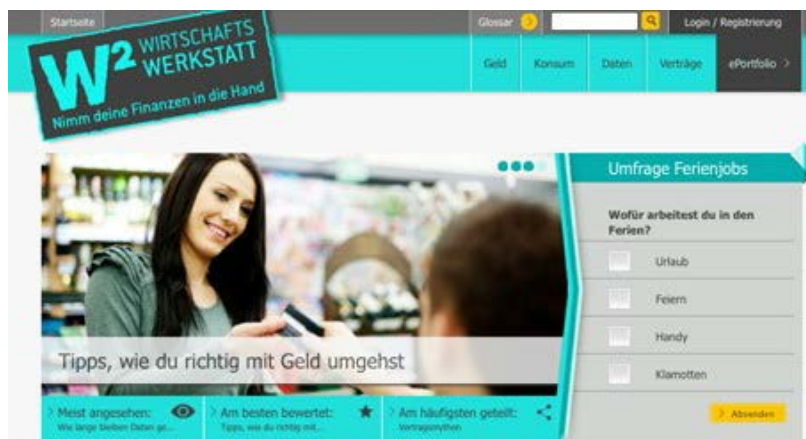 Startseite
Glossar
Login / Registrierung
W² WIRTSCHAFTS
WERKSTATT
Nimm deine Finanzen in die Hand
Geld
Konsum
Daten
Verträge
ePortfolio >
Umfrage Ferienjobs
Wofür arbeitest du in den
Ferien?
Urlaub
Feiern
Handy
Klamotten
> Absenden
Tipps, wie du richtig mit Geld umgehst
> Meist angesehen:
Wie lange bleiben Daten ge...
> Am besten bewertet:
Tipps, wie du richtig mit...
> Am häufigsten geteilt:
Vertragsmythen